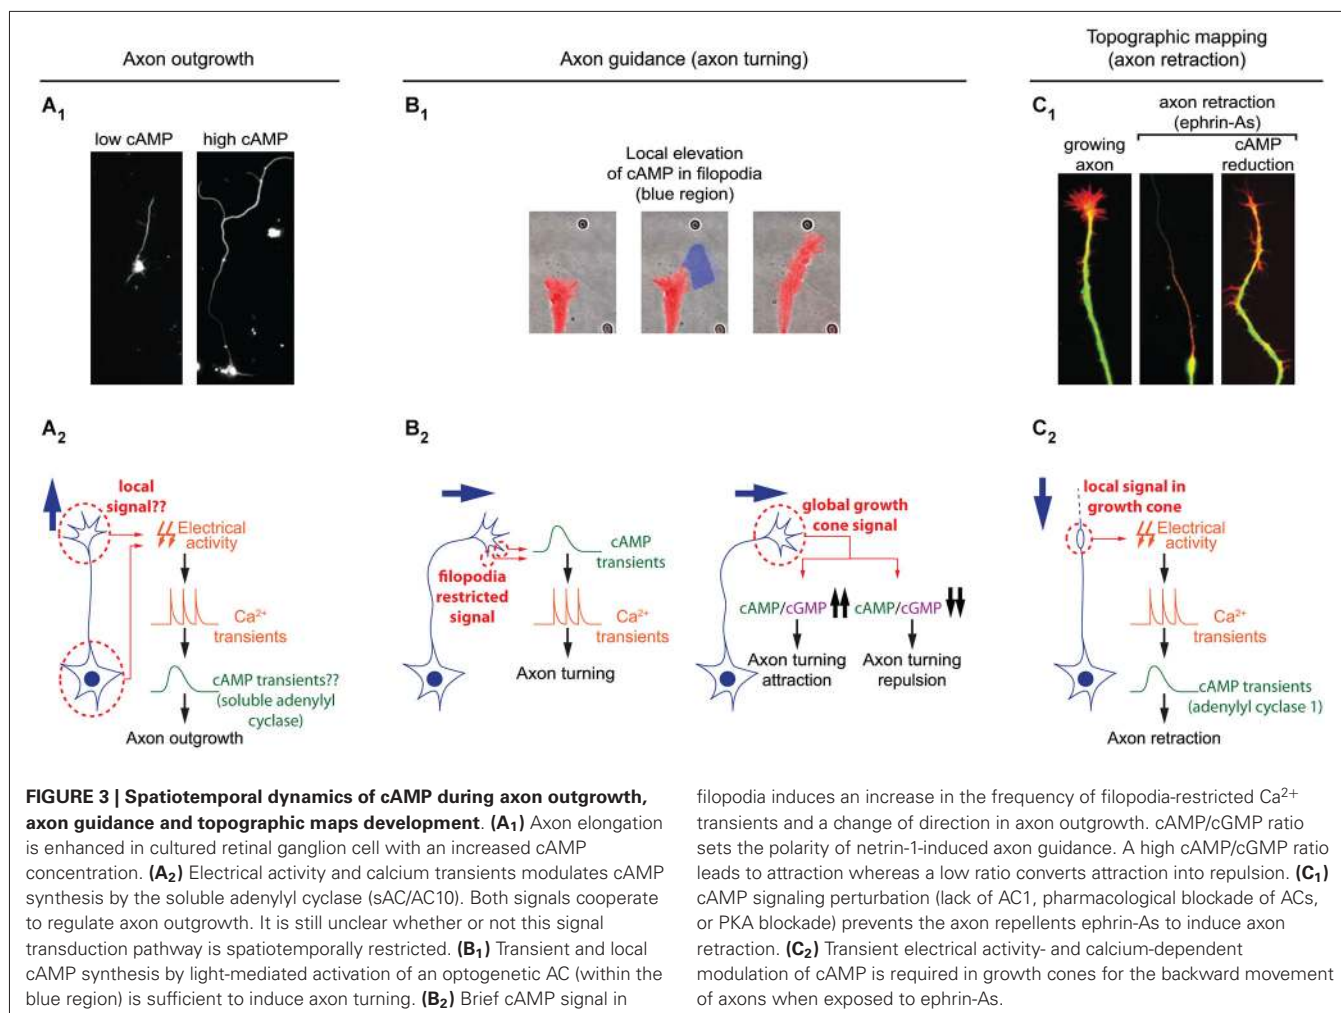 Axon outgrowth
Axon guidance (axon turning)
Topographic mapping
(axon retraction)
A1
low cAMP
high cAMP
B1
Local elevation
of cAMP in filopodia
(blue region)
C1
axon retraction
(ephrin-As)
growing
axon
cAMP
reduction
A2
local
signal??
Electrical
activity
Ca2+
transients
cAMP transients??
(soluble adenylyl
cyclase)
Axon outgrowth
B2
filopodia
restricted
signal
cAMP
transients
Ca2+
transients
Axon turning
global growth
cone signal
cAMP/cGMP
cAMP/cGMP
Axon turning
attraction
Axon turning
repulsion
C2
local signal in
growth cone
Electrical
activity
Ca2+
transients
cAMP transients
(adenylyl cyclase 1)
Axon retraction
FIGURE 3 | Spatiotemporal dynamics of cAMP during axon outgrowth,
axon guidance and topographic maps development. (A1) Axon elongation
is enhanced in cultured retinal ganglion cell with an increased cAMP
concentration. (A2) Electrical activity and calcium transients modulates cAMP
synthesis by the soluble adenylyl cyclase (sAC/AC10). Both signals cooperate
to regulate axon outgrowth. It is still unclear whether or not this signal
transduction pathway is spatiotemporally restricted. (B1) Transient and local
cAMP synthesis by light-mediated activation of an optogenetic AC (within the
blue region) is sufficient to induce axon turning. (B2) Brief cAMP signal in
filopodia induces an increase in the frequency of filopodia-restricted Ca2+
transients and a change of direction in axon outgrowth. cAMP/cGMP ratio
sets the polarity of netrin-1-induced axon guidance. A high cAMP/cGMP ratio
leads to attraction whereas a low ratio converts attraction into repulsion. (C1)
cAMP signaling perturbation (lack of AC1, pharmacological blockade of ACs,
or PKA blockade) prevents the axon repellents ephrin-As to induce axon
retraction. (C2) Transient electrical activity- and calcium-dependent
modulation of cAMP is required in growth cones for the backward movement
of axons when exposed to ephrin-As.